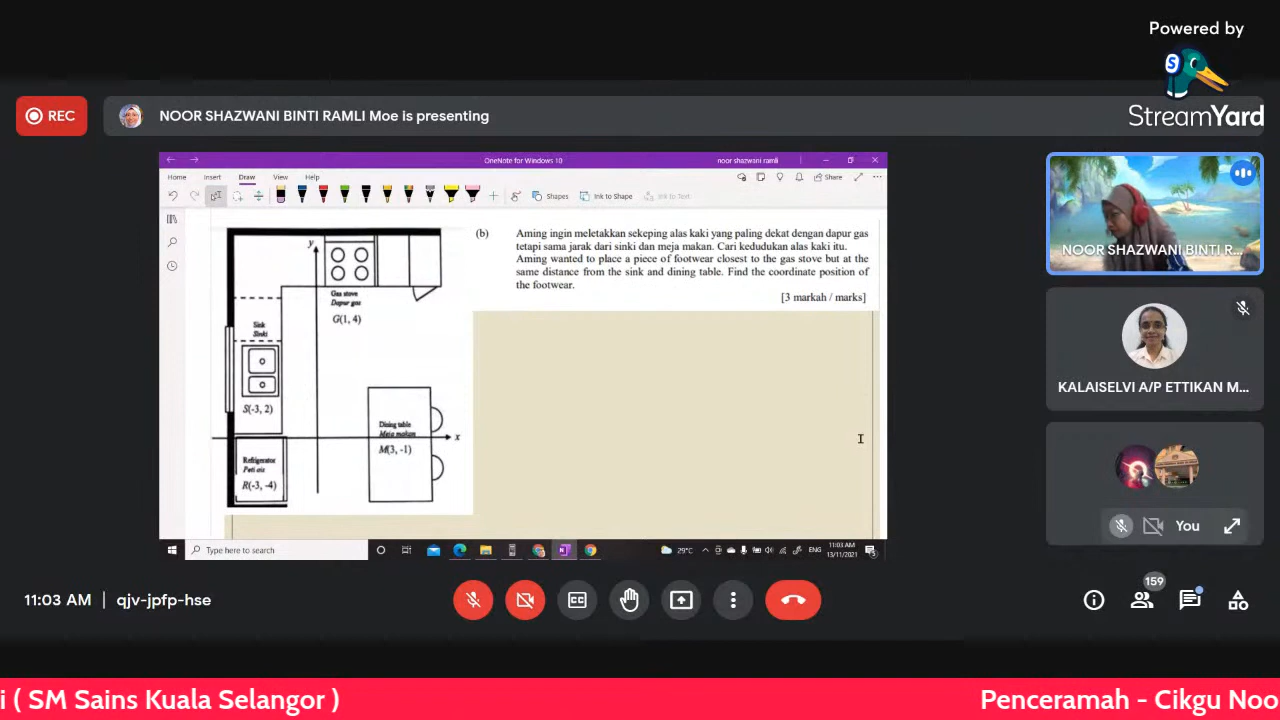 Powered by
StreamYard
REC
NOOR SHAZWANI BINTI RAMLI Moe is presenting
OneNote for Windows 10
noor shazwani ramli
Home Insert Draw View Help
Share
Shapes
Ink to Shape
Ink to Text
y
Gas stove
Dapur gas
G(1, 4)
Sink
Sinki
S(-3, 2)
Dining table
Meja makan
x
M(3, -1)
Refrigerator
Peti ais
R(-3, -4)
(b) Aming ingin meletakkan sekeping alas kaki yang paling dekat dengan dapur gas
tetapi sama jarak dari sinki dan meja makan. Cari kedudukan alas kaki itu.
Aming wanted to place a piece of footwear closest to the gas stove but at the
same distance from the sink and dining table. Find the coordinate position of
the footwear.
[3 markah / marks]
Type here to search
29°C
ENG
11:03 AM
13/11/2021
NOOR SHAZWANI BINTI R...
KALAISELVI A/P ETTIKAN M...
You
11:03 AM | qjv-jpfp-hse
CC
159
i ( SM Sains Kuala Selangor )
Penceramah - Cikgu Noo